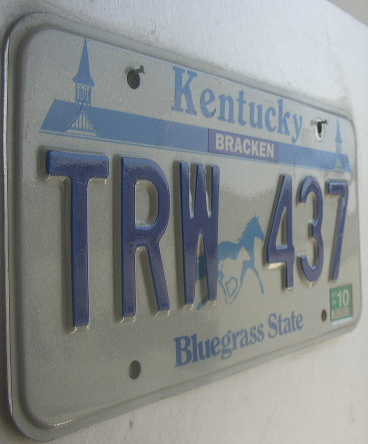 Kentucky
BRACKEN
TRW 437
10
Bluegrass State